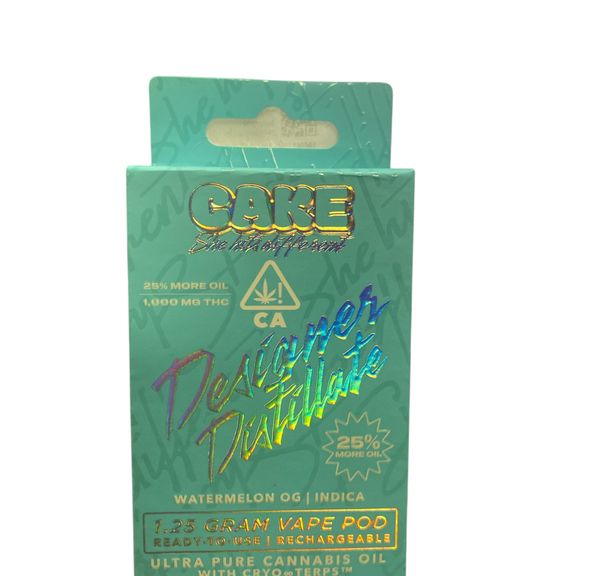 CAKE
She hits different
25% MORE OIL
1,000 MG THC
!
CA
Designer
Distillate
25%
MORE OIL
WATERMELON OG | INDICA
1.25 GRAM VAPE POD
READY-TO-USE | RECHARGEABLE
ULTRA PURE CANNABIS OIL
WITH CRYO∞TERPS™